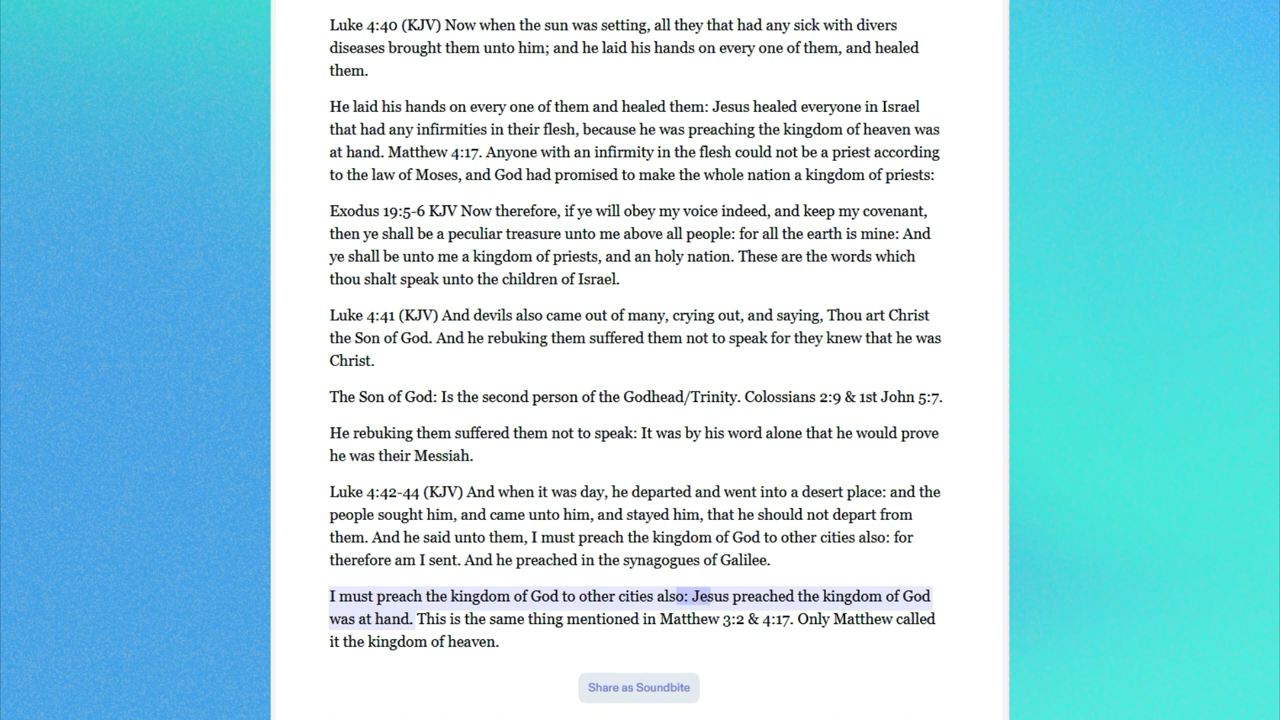 Luke 4:40 (KJV) Now when the sun was setting, all they that had any sick with divers
diseases brought them unto him; and he laid his hands on every one of them, and healed
them.
He laid his hands on every one of them and healed them: Jesus healed everyone in Israel
that had any infirmities in their flesh, because he was preaching the kingdom of heaven was
at hand. Matthew 4:17. Anyone with an infirmity in the flesh could not be a priest according
to the law of Moses, and God had promised to make the whole nation a kingdom of priests:
Exodus 19:5-6 KJV Now therefore, if ye will obey my voice indeed, and keep my covenant,
then ye shall be a peculiar treasure unto me above all people: for all the earth is mine: And
ye shall be unto me a kingdom of priests, and an holy nation. These are the words which
thou shalt speak unto the children of Israel.
Luke 4:41 (KJV) And devils also came out of many, crying out, and saying, Thou art Christ
the Son of God. And he rebuking them suffered them not to speak for they knew that he was
Christ.
The Son of God: Is the second person of the Godhead/Trinity. Colossians 2:9 & 1st John 5:7.
He rebuking them suffered them not to speak: It was by his word alone that he would prove
he was their Messiah.
Luke 4:42-44 (KJV) And when it was day, he departed and went into a desert place: and the
people sought him, and came unto him, and stayed him, that he should not depart from
them. And he said unto them, I must preach the kingdom of God to other cities also: for
therefore am I sent. And he preached in the synagogues of Galilee.
I must preach the kingdom of God to other cities also: Jesus preached the kingdom of God
was at hand. This is the same thing mentioned in Matthew 3:2 & 4:17. Only Matthew called
it the kingdom of heaven.
Share as Soundbite